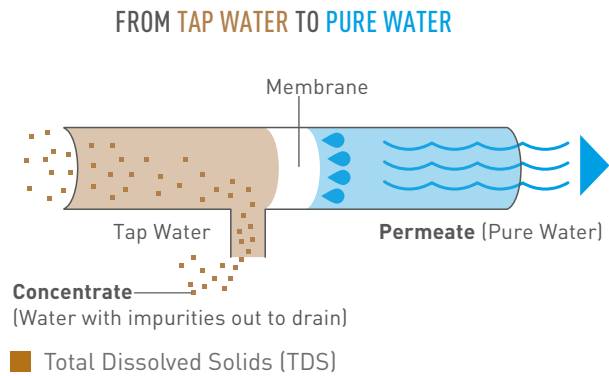 FROM TAP WATER TO PURE WATER
Membrane
Tap Water
Permeate (Pure Water)
Concentrate
(Water with impurities out to drain)
Total Dissolved Solids (TDS)